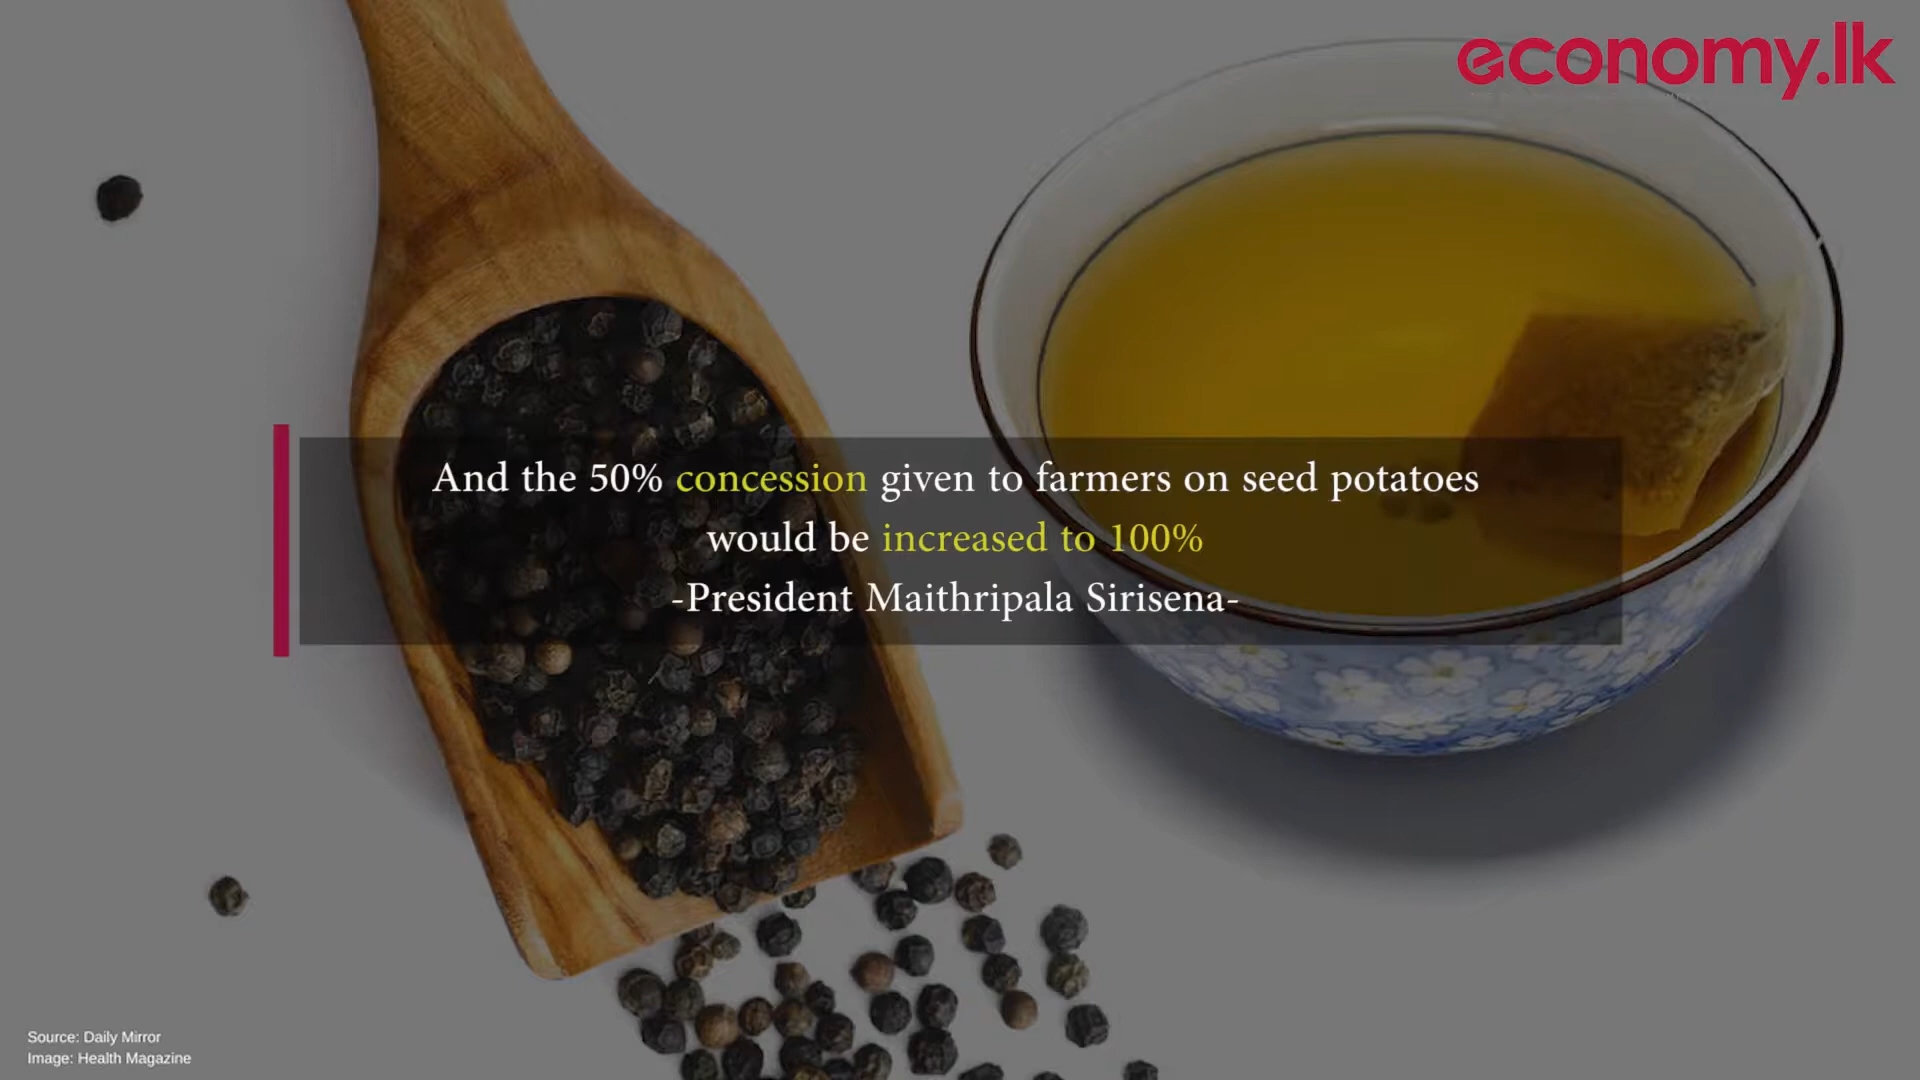 economy.lk
And the 50% concession given to farmers on seed potatoes
would be increased to 100%
-President Maithripala Sirisena-
Source: Daily Mirror
Image: Health Magazine